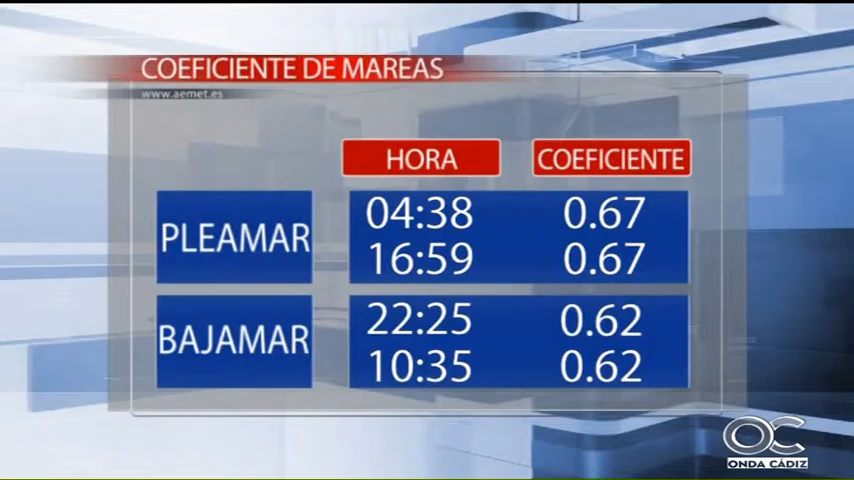 COEFICIENTE DE MAREAS
www.aemet.es
HORA COEFICIENTE
PLEAMAR
04:38 0.67
16:59 0.67
BAJAMAR
22:25 0.62
10:35 0.62
OC
ONDA CÁDIZ